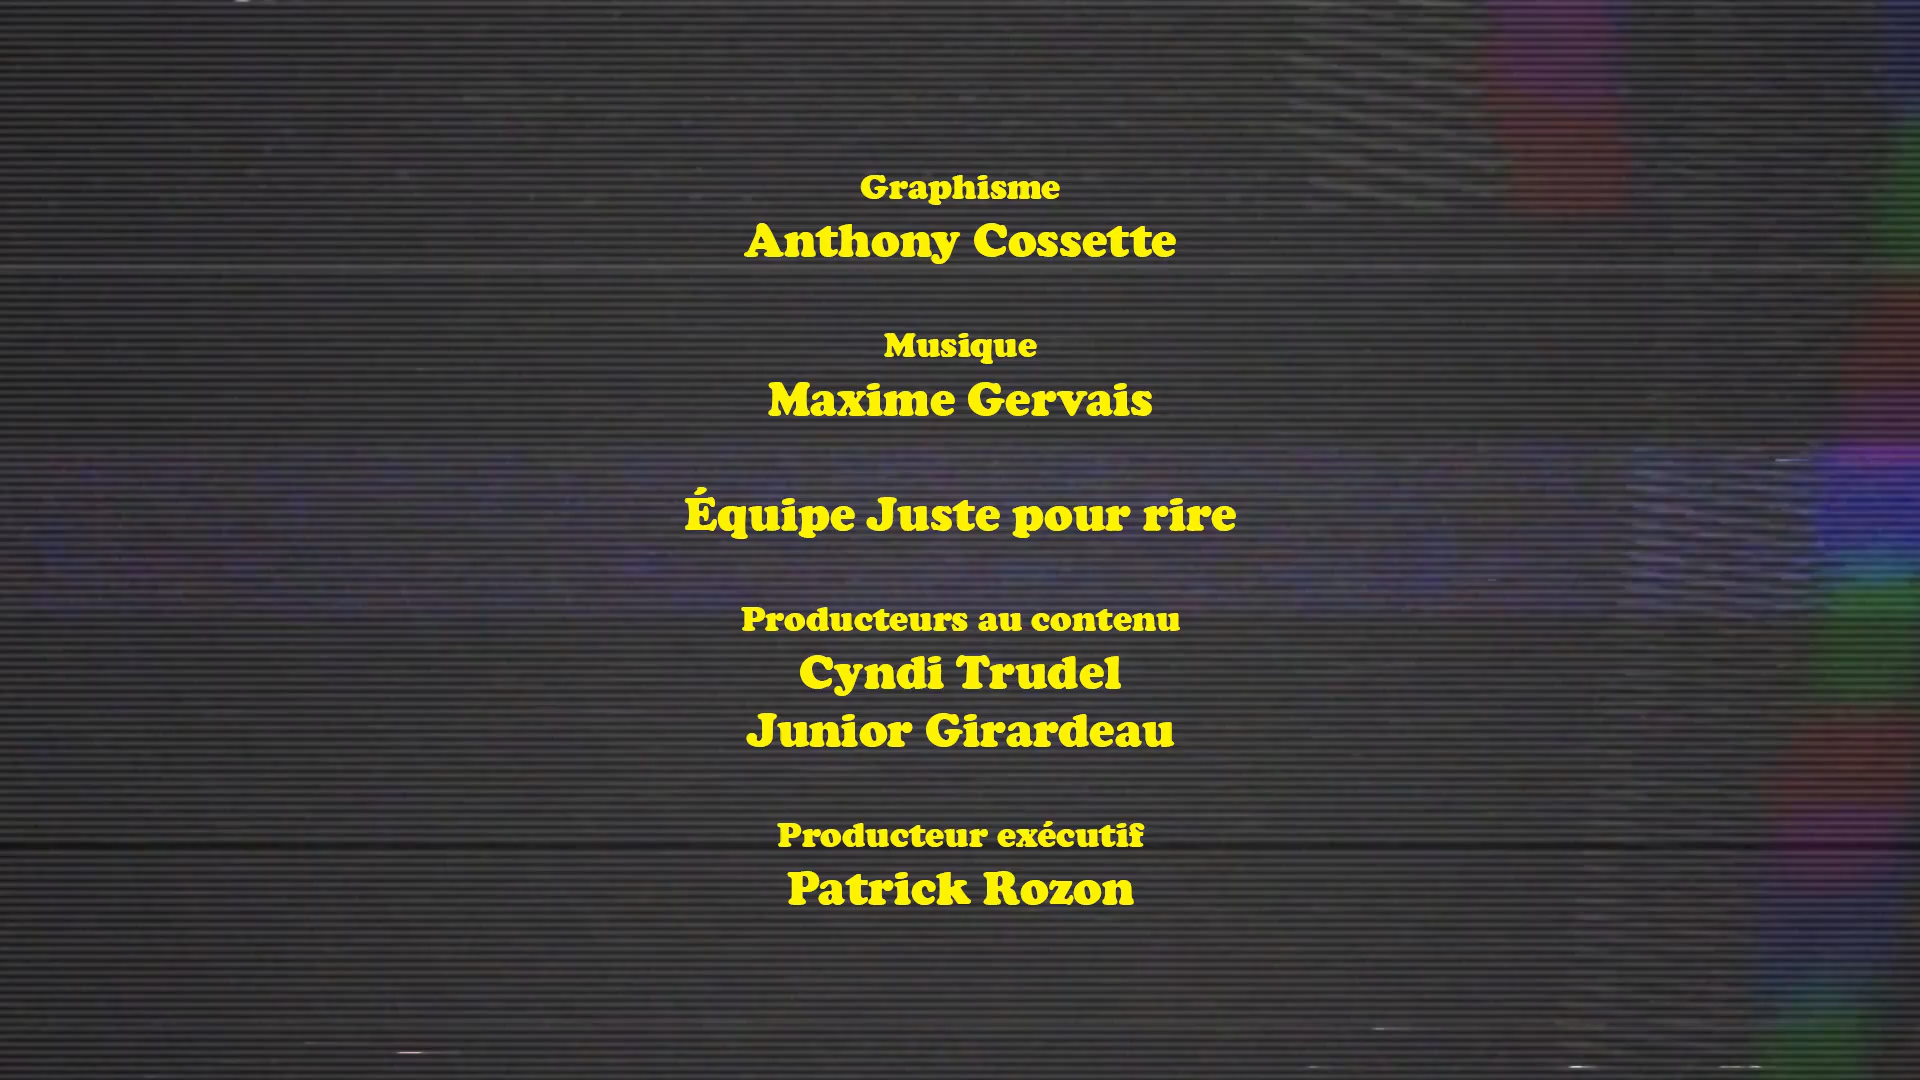 Graphisme
Anthony Cossette
Musique
Maxime Gervais
Équipe Juste pour rire
Producteurs au contenu
Cyndi Trudel
Junior Girardeau
Producteur exécutif
Patrick Rozon